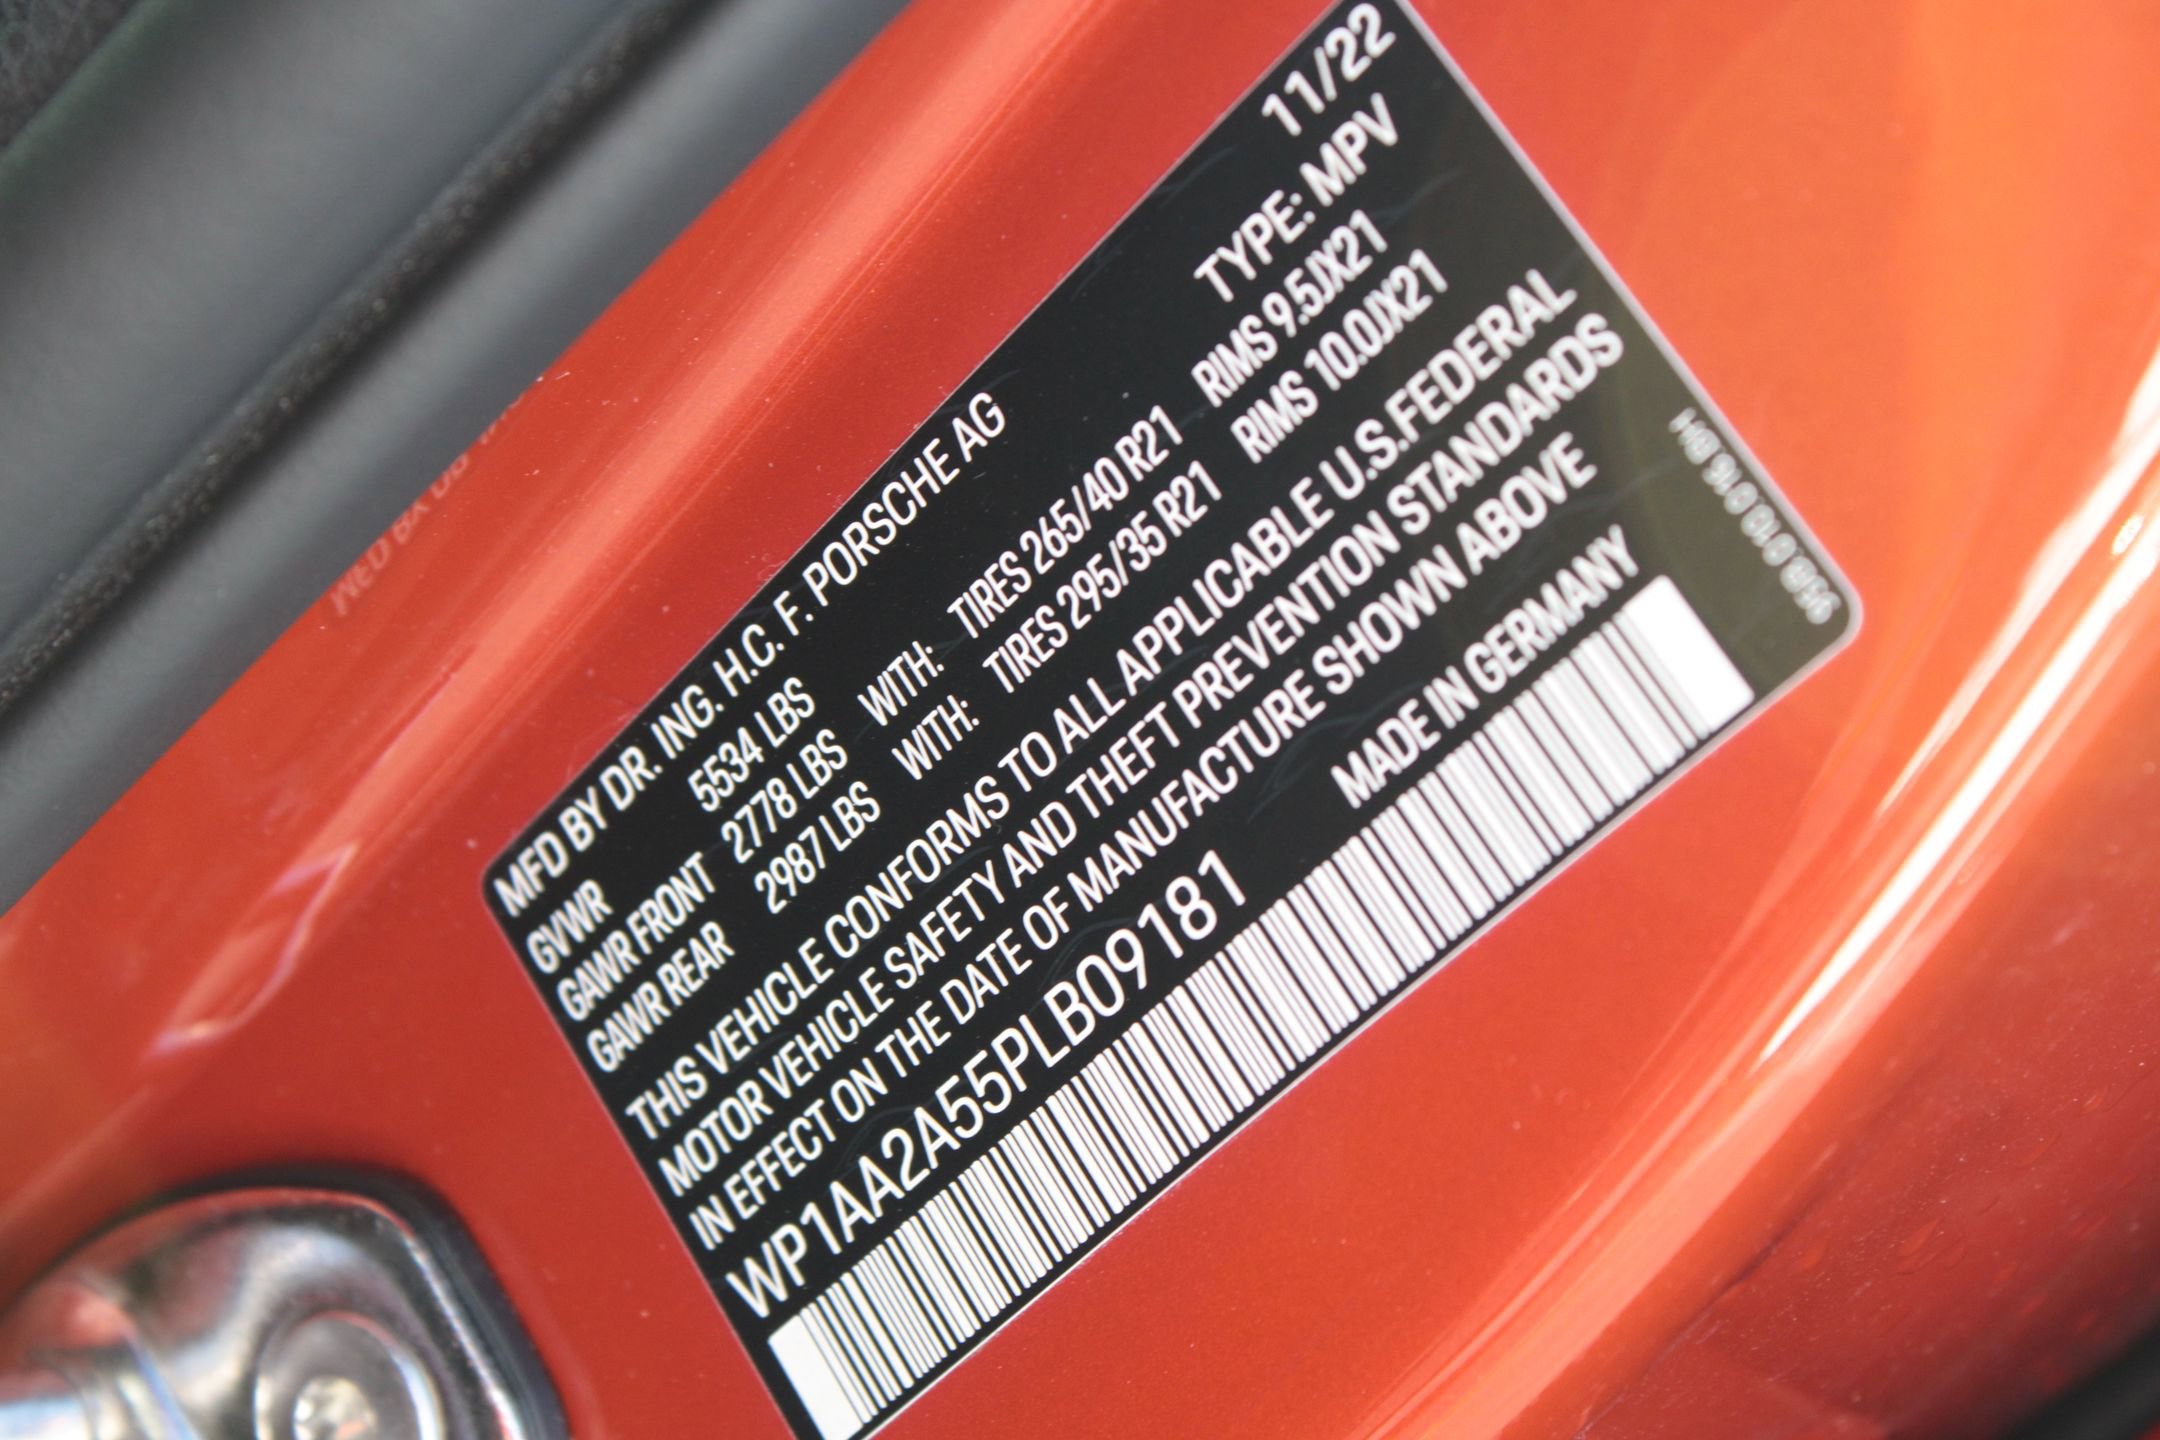 MFD BY DR. ING. H.C. F. PORSCHE AG 11/22
GVWR 5534 LBS TYPE: MPV
GAWR FRONT 2778 LBS WITH: TIRES 265/40 R21 RIMS 9.5JX21
GAWR REAR 2987 LBS WITH: TIRES 295/35 R21 RIMS 10.0JX21
THIS VEHICLE CONFORMS TO ALL APPLICABLE U.S.FEDERAL
MOTOR VEHICLE SAFETY AND THEFT PREVENTION STANDARDS
IN EFFECT ON THE DATE OF MANUFACTURE SHOWN ABOVE
WP1AA2A55PLB09181 MADE IN GERMANY